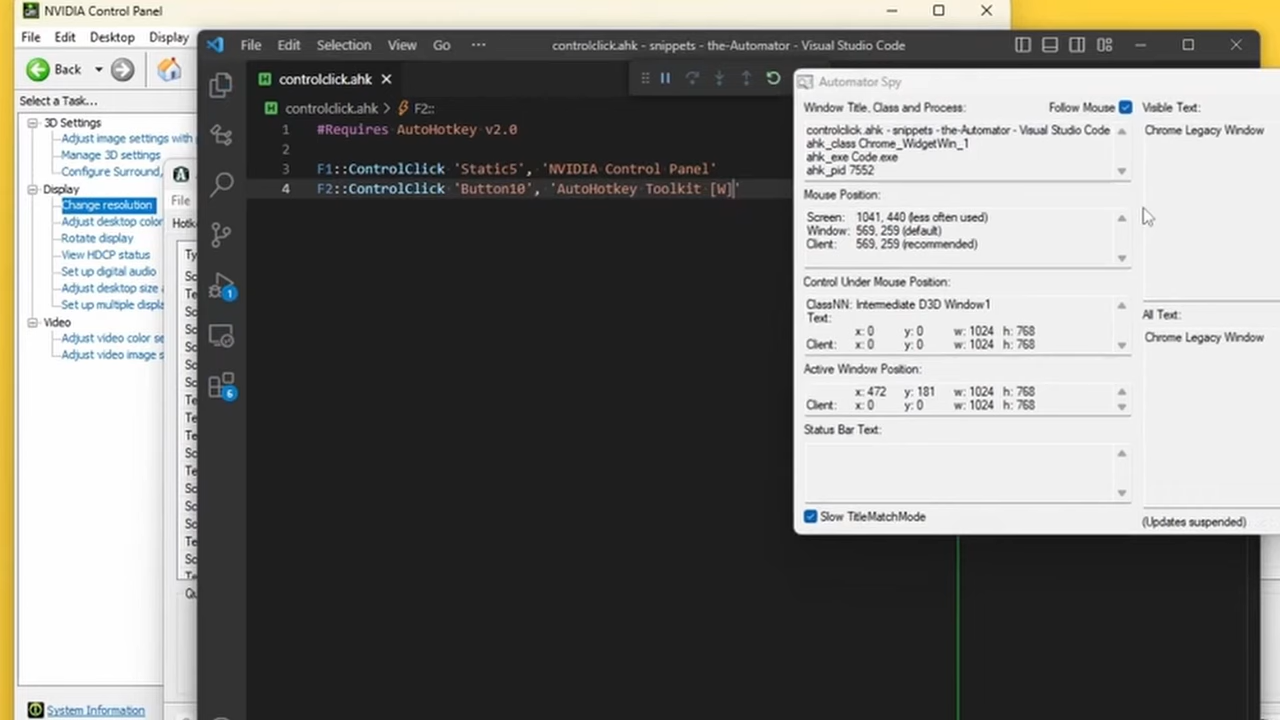 NVIDIA Control Panel
File Edit Desktop Display
Back
Select a Task...
3D Settings
Adjust image settings with
Manage 3D settings
Configure Surround,
Display
Change resolution
Adjust desktop color
Rotate display
View HDCP status
Set up digital audio
Adjust desktop size a
Set up multiple displa
Video
Adjust video color se
Adjust video image s
System Information
File
Hotke
Ty
File Edit Selection View Go ···
controlclick.ahk - snippets - the-Automator - Visual Studio Code
controlclick.ahk
controlclick.ahk > F2::
1 #Requires AutoHotkey v2.0
2
3 F1::ControlClick 'Static5', 'NVIDIA Control Panel'
4 F2::ControlClick 'Button10', 'AutoHotkey Toolkit [W]'
1
6
Automator Spy
Window Title, Class and Process:
Follow Mouse
controlclick.ahk - snippets - the-Automator - Visual Studio Code
ahk_class Chrome_WidgetWin_1
ahk_exe Code.exe
ahk_pid 7552
Mouse Position:
Screen: 1041, 440 (less often used)
Window: 569, 259 (default)
Client: 569, 259 (recommended)
Control Under Mouse Position:
ClassNN: Intermediate D3D Window1
Text:
x: 0 y: 0 w: 1024 h: 768
Client: x: 0 y: 0 w: 1024 h: 768
Active Window Position:
x: 472 y: 181 w: 1024 h: 768
Client: x: 0 y: 0 w: 1024 h: 768
Status Bar Text:
Slow TitleMatchMode
Visible Text:
Chrome Legacy Window
All Text:
Chrome Legacy Window
(Updates suspended)